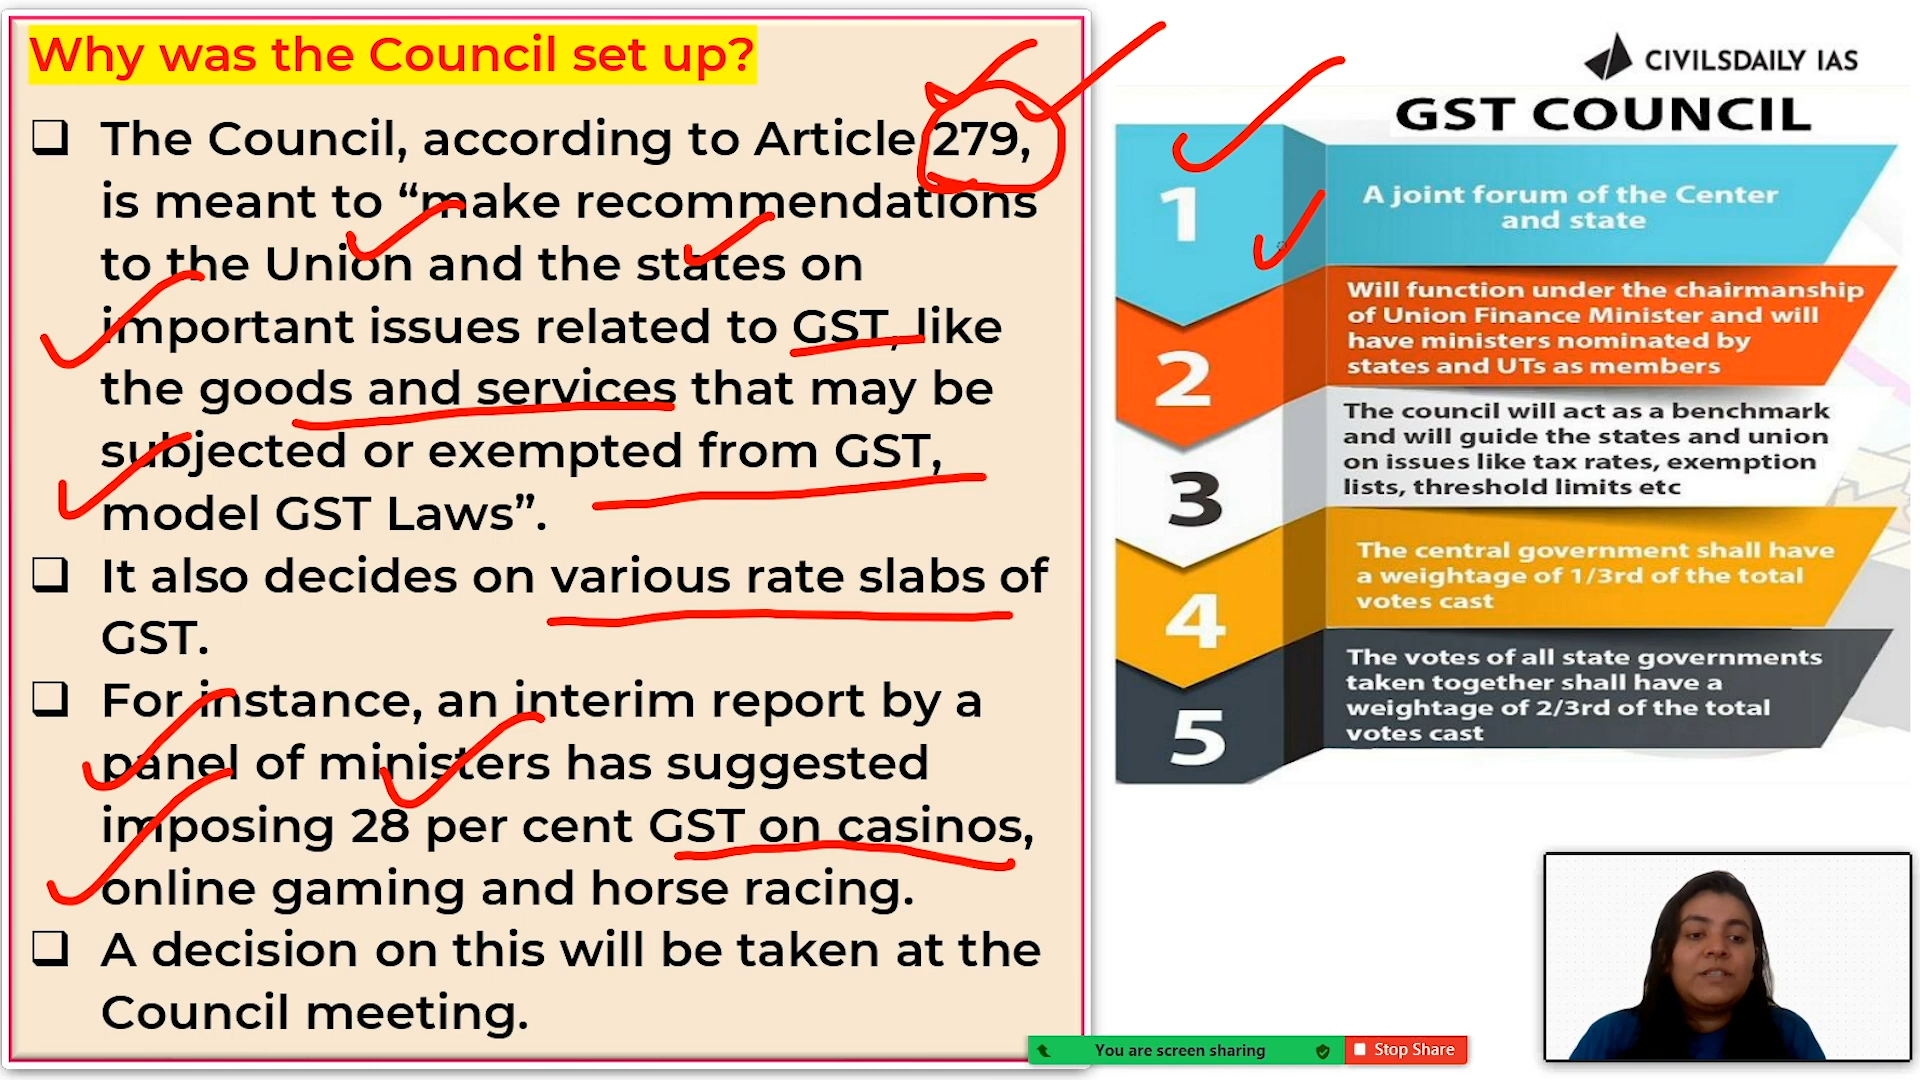 Why was the Council set up?
❑ The Council, according to Article 279,
is meant to “make recommendations
to the Union and the states on
important issues related to GST, like
the goods and services that may be
subjected or exempted from GST,
model GST Laws”.
❑ It also decides on various rate slabs of
GST.
❑ For instance, an interim report by a
panel of ministers has suggested
imposing 28 per cent GST on casinos,
online gaming and horse racing.
❑ A decision on this will be taken at the
Council meeting.
CIVILSDAILY IAS
GST COUNCIL
1
A joint forum of the Center
and state
2
Will function under the chairmanship
of Union Finance Minister and will
have ministers nominated by
states and UTs as members
3
The council will act as a benchmark
and will guide the states and union
on issues like tax rates, exemption
lists, threshold limits etc
4
The central government shall have
a weightage of 1/3rd of the total
votes cast
5
The votes of all state governments
taken together shall have a
weightage of 2/3rd of the total
votes cast
You are screen sharing
Stop Share